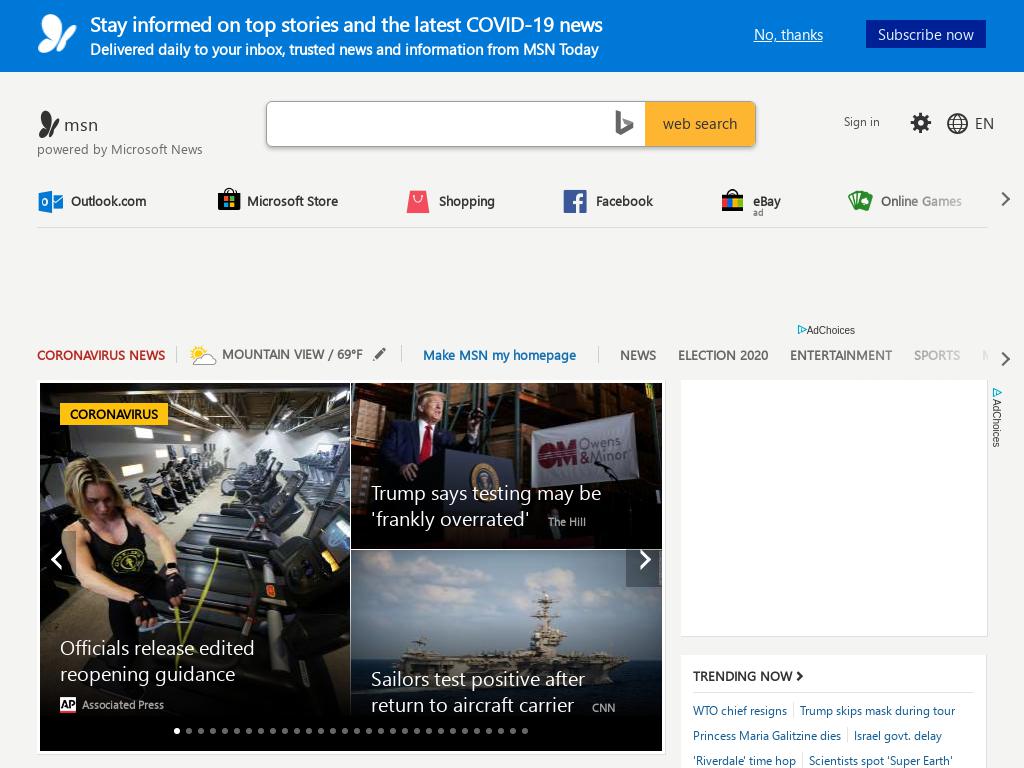 Stay informed on top stories and the latest COVID-19 news
Delivered daily to your inbox, trusted news and information from MSN Today
No, thanks
Subscribe now
msn
powered by Microsoft News
web search
Sign in
EN
Outlook.com
Microsoft Store
Shopping
Facebook
eBay
ad
Online Games
AdChoices
CORONAVIRUS NEWS
MOUNTAIN VIEW / 69°F
Make MSN my homepage
NEWS
ELECTION 2020
ENTERTAINMENT
SPORTS
CORONAVIRUS
Officials release edited
reopening guidance
AP Associated Press
OM Owens
&Minor
Trump says testing may be
'frankly overrated' The Hill
Sailors test positive after
return to aircraft carrier CNN
AdChoices
TRENDING NOW
WTO chief resigns Trump skips mask during tour
Princess Maria Galitzine dies Israel govt. delay
'Riverdale' time hop Scientists spot 'Super Earth'